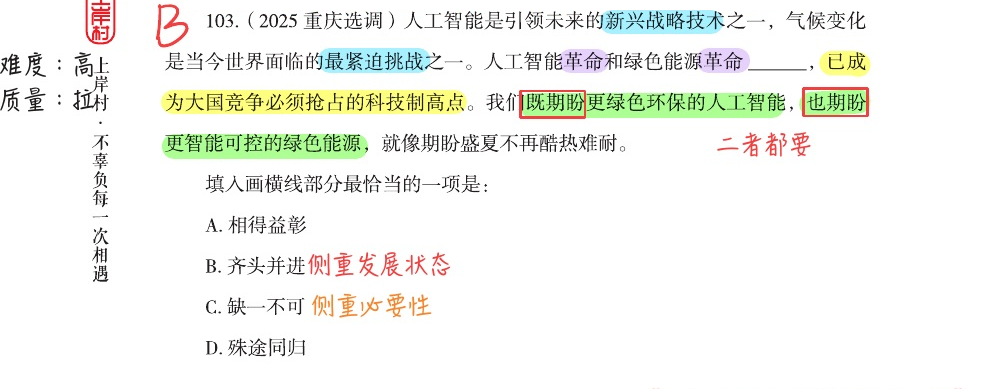 B
103.（2025 重庆选调）人工智能是引领未来的新兴战略技术之一，气候变化
是当今世界面临的最紧迫挑战之一。人工智能革命和绿色能源革命______，已成
为大国竞争必须抢占的科技制高点。我们既期盼更绿色环保的人工智能，也期盼
更智能可控的绿色能源，就像期盼盛夏不再酷热难耐。
二者都要
填入画横线部分最恰当的一项是：
A. 相得益彰
B. 齐头并进 侧重发展状态
C. 缺一不可 侧重必要性
D. 殊途同归
难度：高
质量：拉
上岸村·不辜负每一次相遇